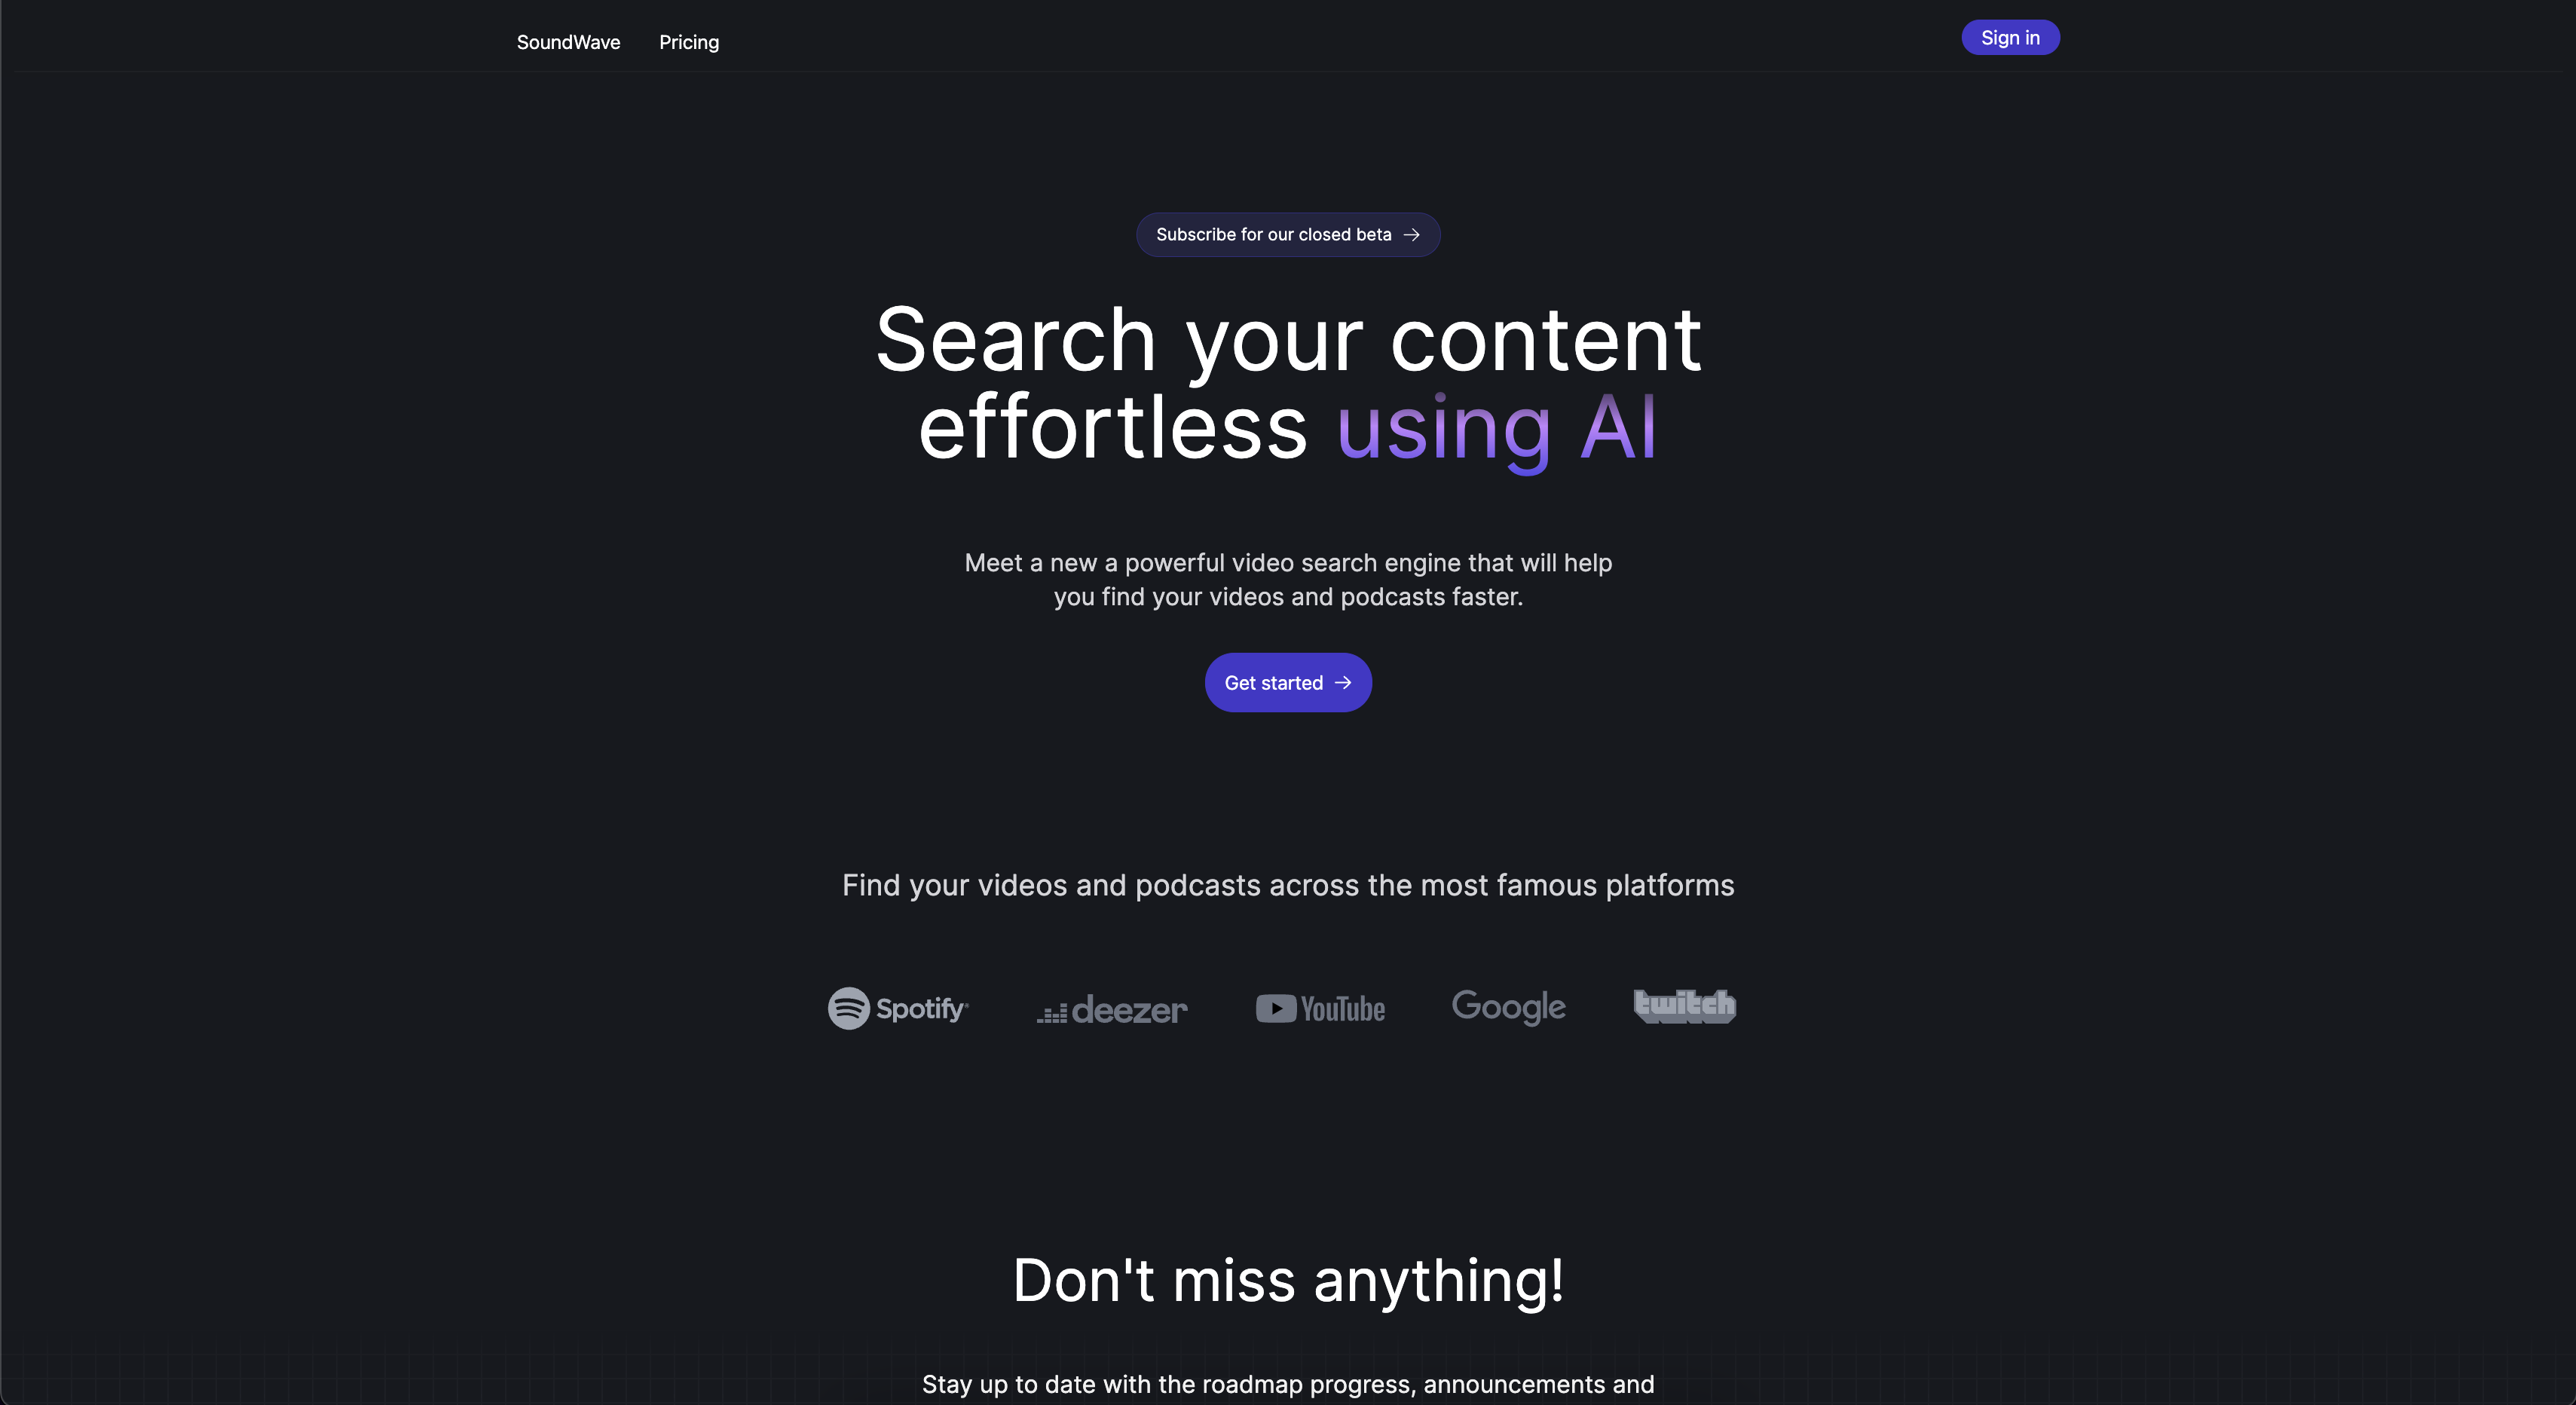 SoundWave Pricing Sign in
Subscribe for our closed beta →
Search your content
effortless using AI
Meet a new a powerful video search engine that will help
you find your videos and podcasts faster.
Get started →
Find your videos and podcasts across the most famous platforms
Spotify deezer YouTube Google twitch
Don't miss anything!
Stay up to date with the roadmap progress, announcements and